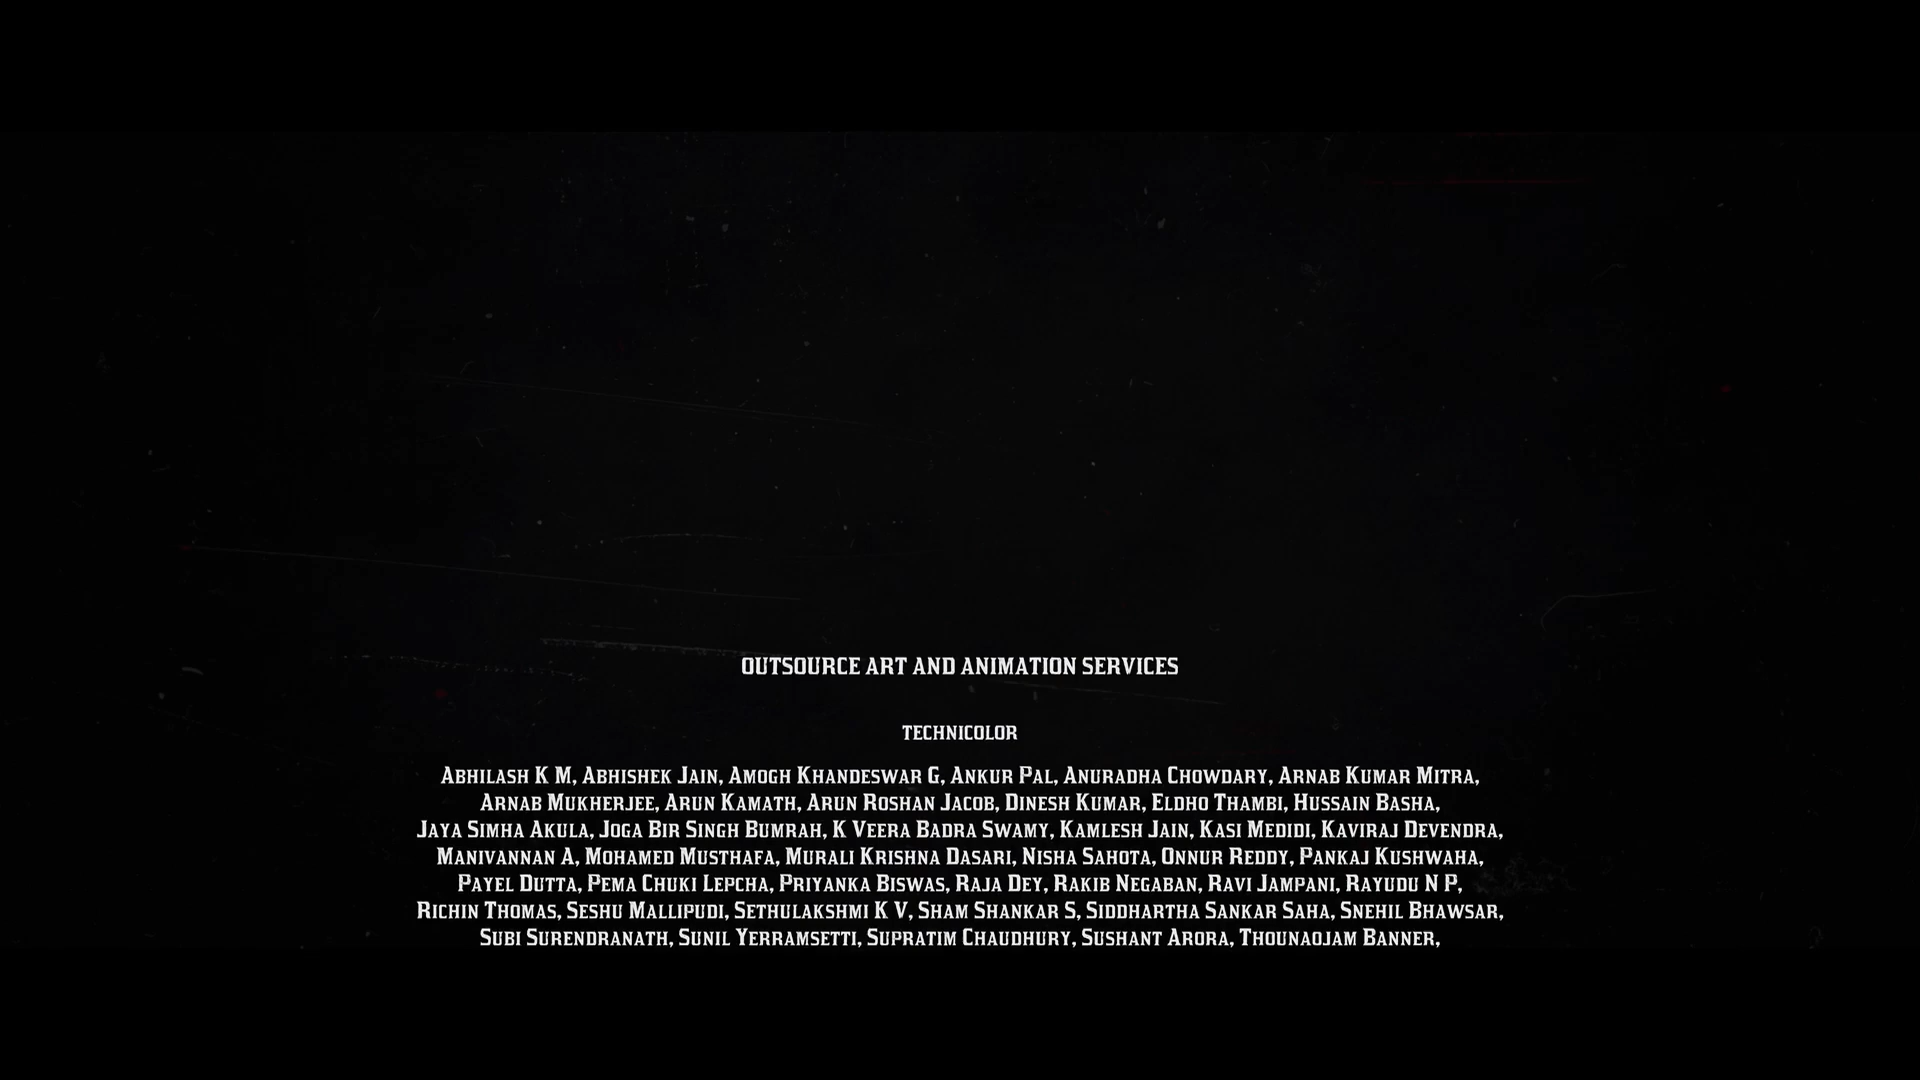 OUTSOURCE ART AND ANIMATION SERVICES
TECHNICOLOR
ABHILASH K M, ABHISHEK JAIN, AMOGH KHANDESWAR G, ANKUR PAL, ANURADHA CHOWDARY, ARNAB KUMAR MITRA,
ARNAB MUKHERJEE, ARUN KAMATH, ARUN ROSHAN JACOB, DINESH KUMAR, ELDHO THAMBI, HUSSAIN BASHA,
JAYA SIMHA AKULA, JOGA BIR SINGH BUMRAH, K VEERA BADRA SWAMY, KAMLESH JAIN, KASI MEDIDI, KAVIRAJ DEVENDRA,
MANIVANNAN A, MOHAMED MUSTHAFA, MURALI KRISHNA DASARI, NISHA SAHOTA, ONNUR REDDY, PANKAJ KUSHWAHA,
PAYEL DUTTA, PEMA CHUKI LEPCHA, PRIYANKA BISWAS, RAJA DEY, RAKIB NEGABAN, RAVI JAMPANI, RAYUDU N P,
RICHIN THOMAS, SESHU MALLIPUDI, SETHULAKSHMI K V, SHAM SHANKAR S, SIDDHARTHA SANKAR SAHA, SNEHIL BHAWSAR,
SUBI SURENDRANATH, SUNIL YERRAMSETTI, SUPRATIM CHAUDHURY, SUSHANT ARORA, THOUNAOJAM BANNER,